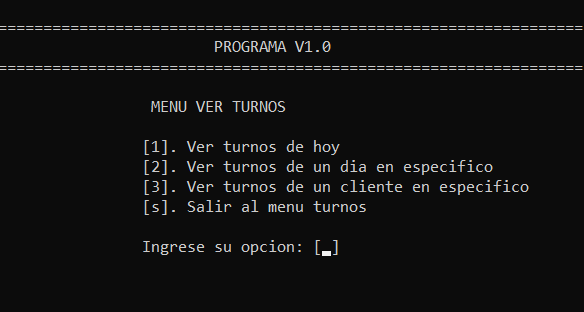 =================================================================
PROGRAMA V1.0
=================================================================
MENU VER TURNOS
[1]. Ver turnos de hoy
[2]. Ver turnos de un dia en especifico
[3]. Ver turnos de un cliente en especifico
[s]. Salir al menu turnos
Ingrese su opcion: [_]